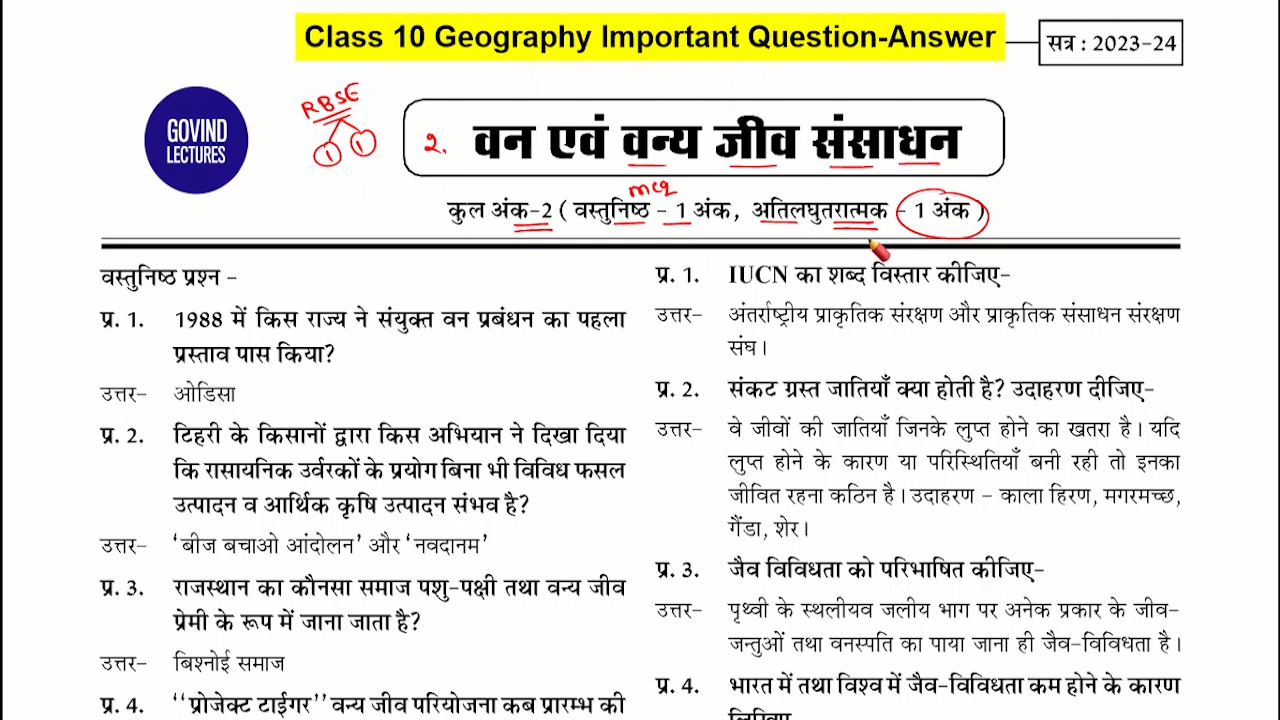 Class 10 Geography Important Question-Answer
सत्र : 2023-24
GOVIND
LECTURES
RBSE
1 1
२. वन एवं वन्य जीव संसाधन
mcq
कुल अंक-2 ( वस्तुनिष्ठ - 1 अंक, अतिलघुतरात्मक - 1 अंक )
वस्तुनिष्ठ प्रश्न -
प्र. 1. 1988 में किस राज्य ने संयुक्त वन प्रबंधन का पहला
प्रस्ताव पास किया?
उत्तर- ओडिसा
प्र. 2. टिहरी के किसानों द्वारा किस अभियान ने दिखा दिया
कि रासायनिक उर्वरकों के प्रयोग बिना भी विविध फसल
उत्पादन व आर्थिक कृषि उत्पादन संभव है?
उत्तर- ‘बीज बचाओ आंदोलन’ और ‘नवदानम’
प्र. 3. राजस्थान का कौनसा समाज पशु-पक्षी तथा वन्य जीव
प्रेमी के रूप में जाना जाता है?
उत्तर- बिश्नोई समाज
प्र. 4. ‘‘प्रोजेक्ट टाईगर’’ वन्य जीव परियोजना कब प्रारम्भ की
प्र. 1. IUCN का शब्द विस्तार कीजिए-
उत्तर- अंतर्राष्ट्रीय प्राकृतिक संरक्षण और प्राकृतिक संसाधन संरक्षण
संघ।
प्र. 2. संकट ग्रस्त जातियाँ क्या होती है? उदाहरण दीजिए-
उत्तर- वे जीवों की जातियाँ जिनके लुप्त होने का खतरा है। यदि
लुप्त होने के कारण या परिस्थितियाँ बनी रही तो इनका
जीवित रहना कठिन है। उदाहरण - काला हिरण, मगरमच्छ,
गैंडा, शेर।
प्र. 3. जैव विविधता को परिभाषित कीजिए-
उत्तर- पृथ्वी के स्थलीयव जलीय भाग पर अनेक प्रकार के जीव-
जन्तुओं तथा वनस्पति का पाया जाना ही जैव-विविधता है।
प्र. 4. भारत में तथा विश्व में जैव-विविधता कम होने के कारण
लिखिए